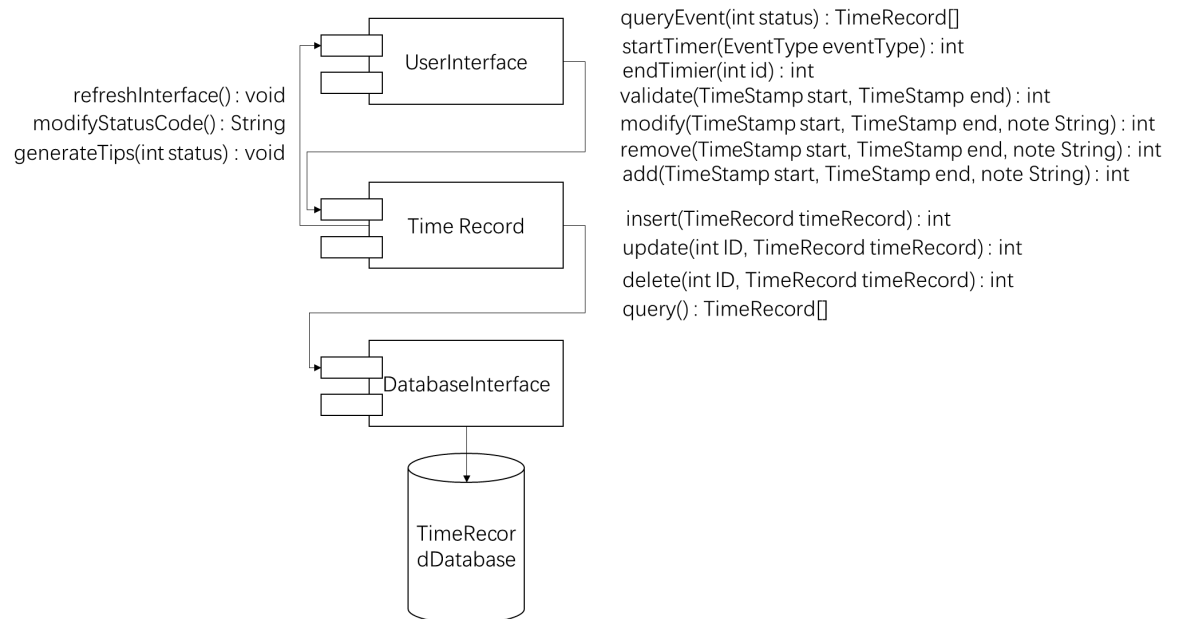 queryEvent(int status) : TimeRecord[]
startTimer(EventType eventType) : int
endTimier(int id) : int
validate(TimeStamp start, TimeStamp end) : int
modify(TimeStamp start, TimeStamp end, note String) : int
remove(TimeStamp start, TimeStamp end, note String) : int
add(TimeStamp start, TimeStamp end, note String) : int
UserInterface
refreshInterface() : void
modifyStatusCode() : String
generateTips(int status) : void
Time Record
insert(TimeRecord timeRecord) : int
update(int ID, TimeRecord timeRecord) : int
delete(int ID, TimeRecord timeRecord) : int
query() : TimeRecord[]
DatabaseInterface
TimeRecor
dDatabase